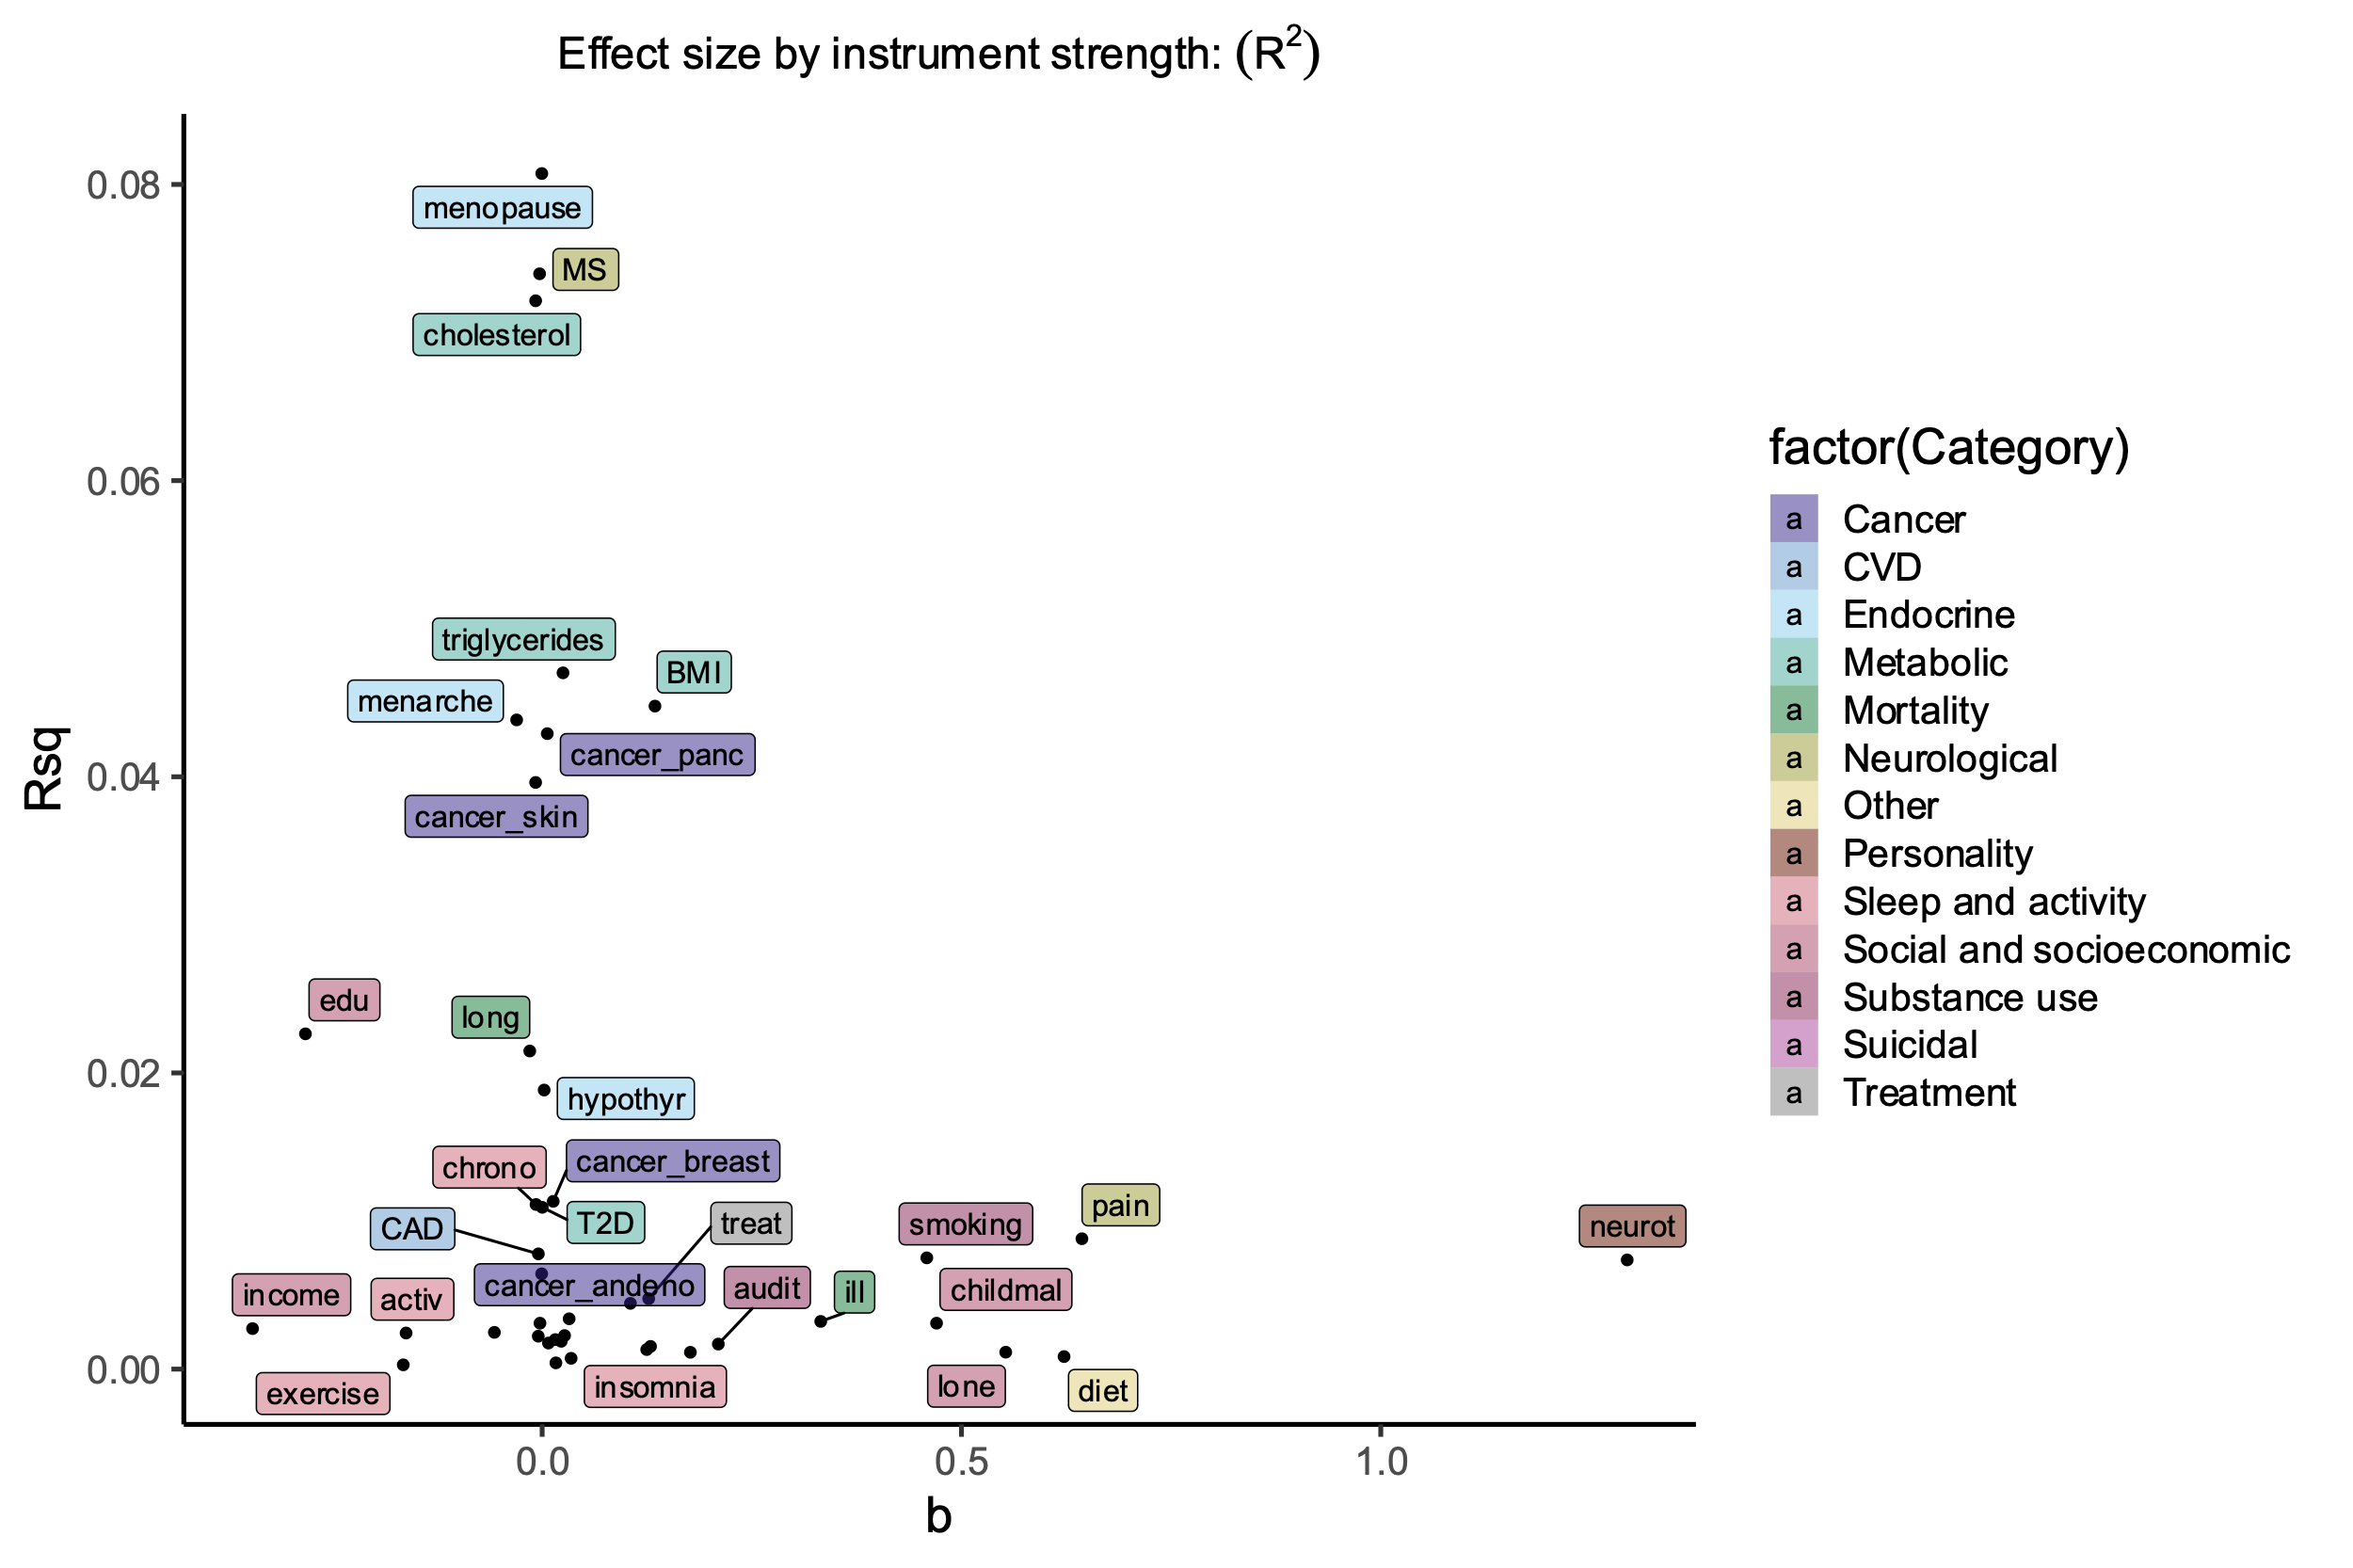 Effect size by instrument strength: (R²)
0.08
menopause
MS
cholesterol
0.06
triglycerides
BMI
menarche
cancer_panc
Rsq
0.04
cancer_skin
edu
long
0.02
hypothyr
chrono
cancer_breast
CAD
T2D
treat
smoking
pain
neurot
income
activ
cancer_andeno
audit
ill
childmal
0.00
exercise
insomnia
lone
diet
0.0
0.5
1.0
b
factor(Category)
a Cancer
a CVD
a Endocrine
a Metabolic
a Mortality
a Neurological
a Other
a Personality
a Sleep and activity
a Social and socioeconomic
a Substance use
a Suicidal
a Treatment